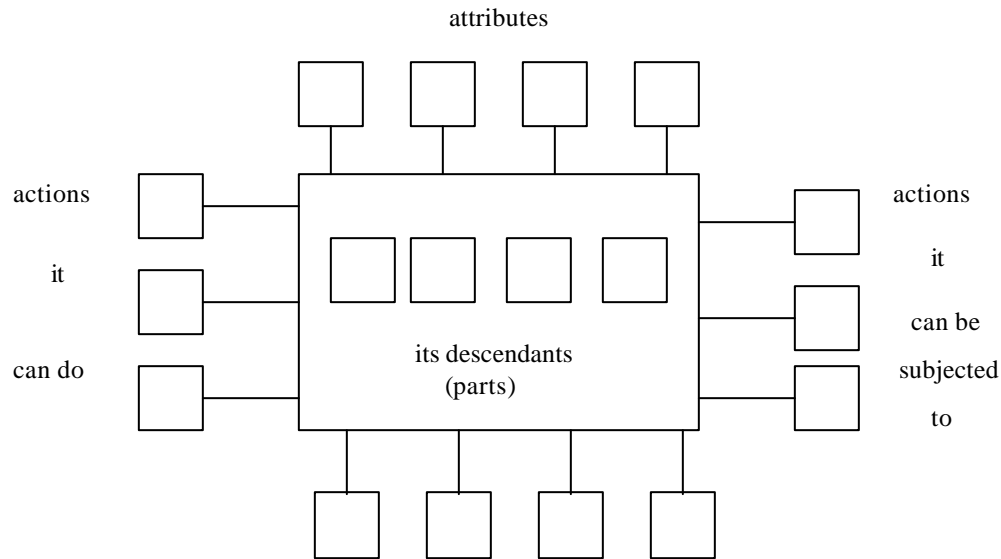 attributes
actions
it
can do
its descendants
(parts)
actions
it
can be
subjected
to